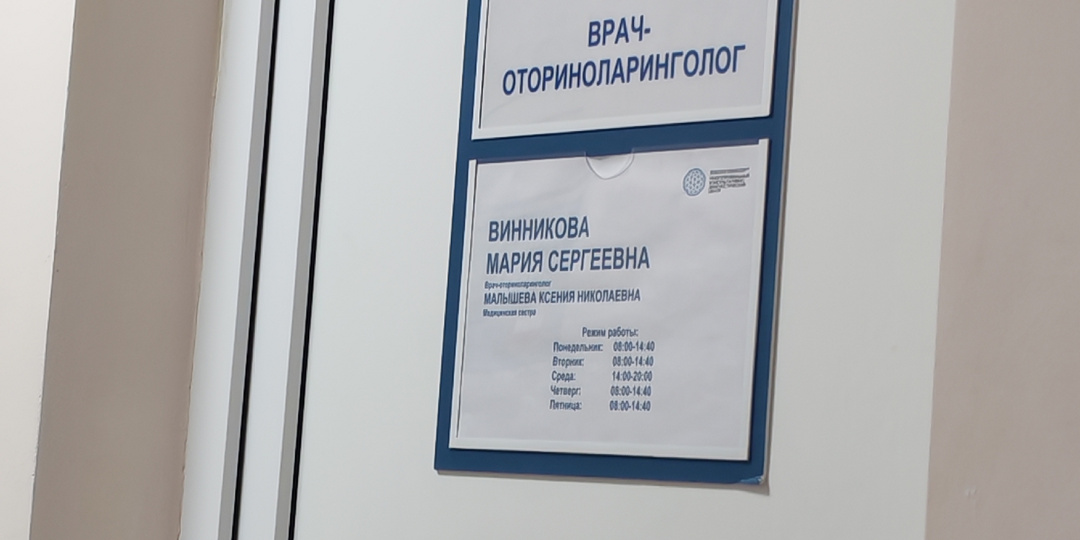 ВРАЧ-
ОТОРИНОЛАРИНГОЛОГ
ВИННИКОВА
МАРИЯ СЕРГЕЕВНА
Врач-оториноларинголог
МАЛЫШЕВА КСЕНИЯ НИКОЛАЕВНА
Медицинская сестра
Режим работы:
Понедельник: 08:00-14:40
Вторник: 08:00-14:40
Среда: 14:00-20:00
Четверг: 08:00-14:40
Пятница: 08:00-14:40